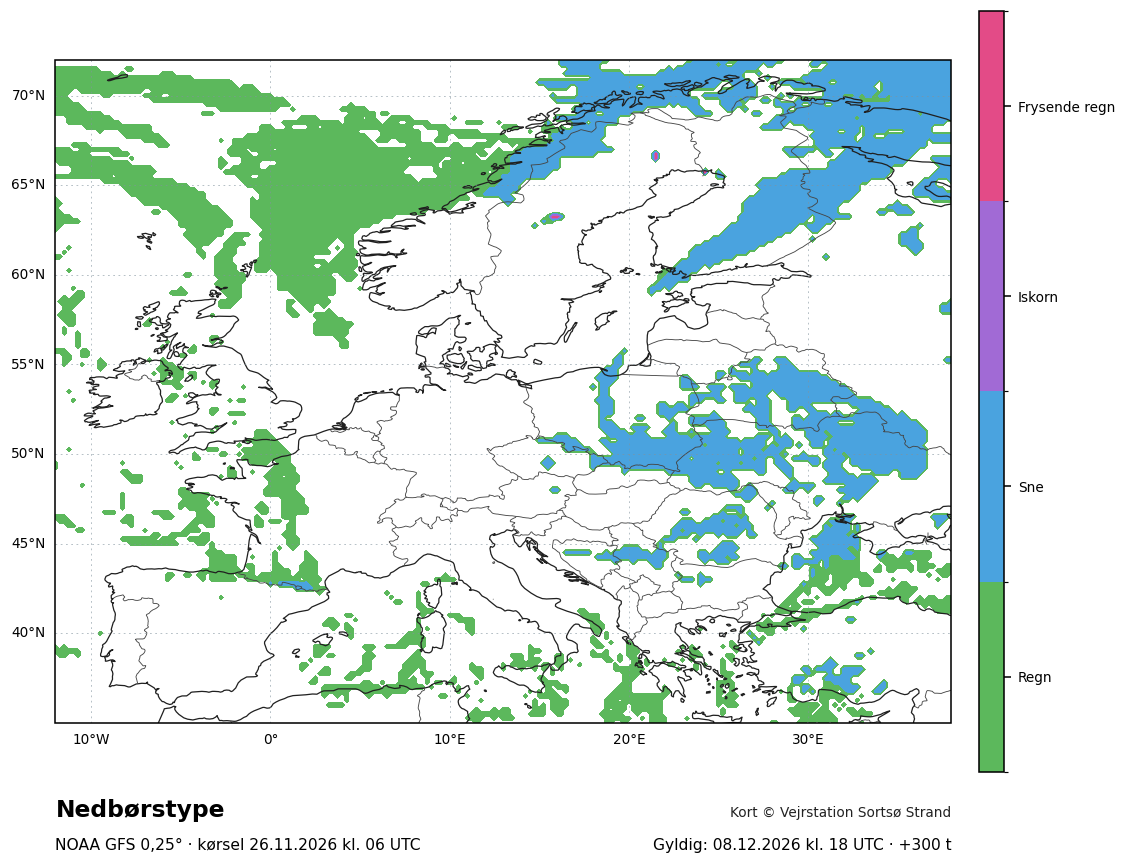 70°N
65°N
60°N
55°N
50°N
45°N
40°N
10°W
0°
10°E
20°E
30°E
Frysende regn
Iskorn
Sne
Regn
Nedbørstype
Kort © Vejrstation Sortsø Strand
NOAA GFS 0,25° · kørsel 26.11.2026 kl. 06 UTC
Gyldig: 08.12.2026 kl. 18 UTC · +300 t